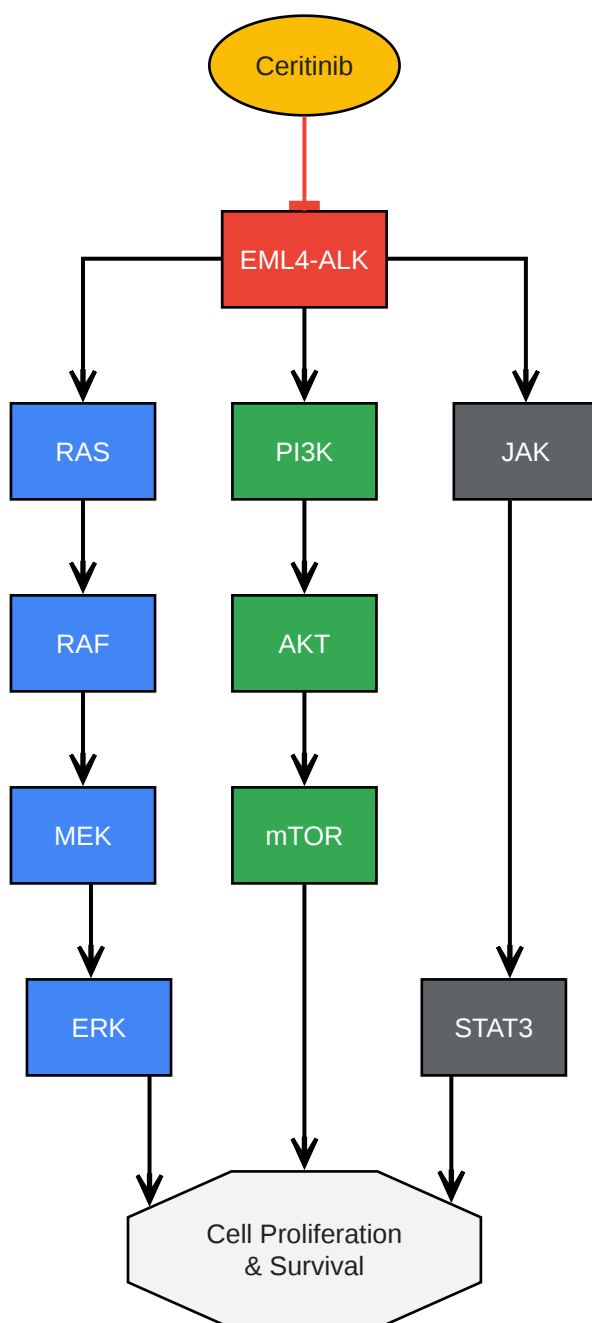 Ceritinib
EML4-ALK
RAS
PI3K
JAK
RAF
AKT
MEK
mTOR
ERK
STAT3
Cell Proliferation
& Survival